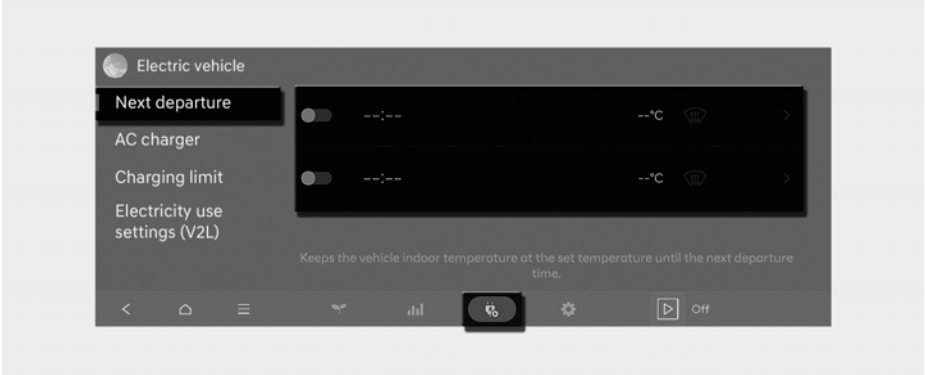 Electric vehicle
Next departure
AC charger
Charging limit
Electricity use
settings (V2L)
--:-- --°C
--:-- --°C
Keeps the vehicle indoor temperature at the set temperature until the next departure
time.
Off